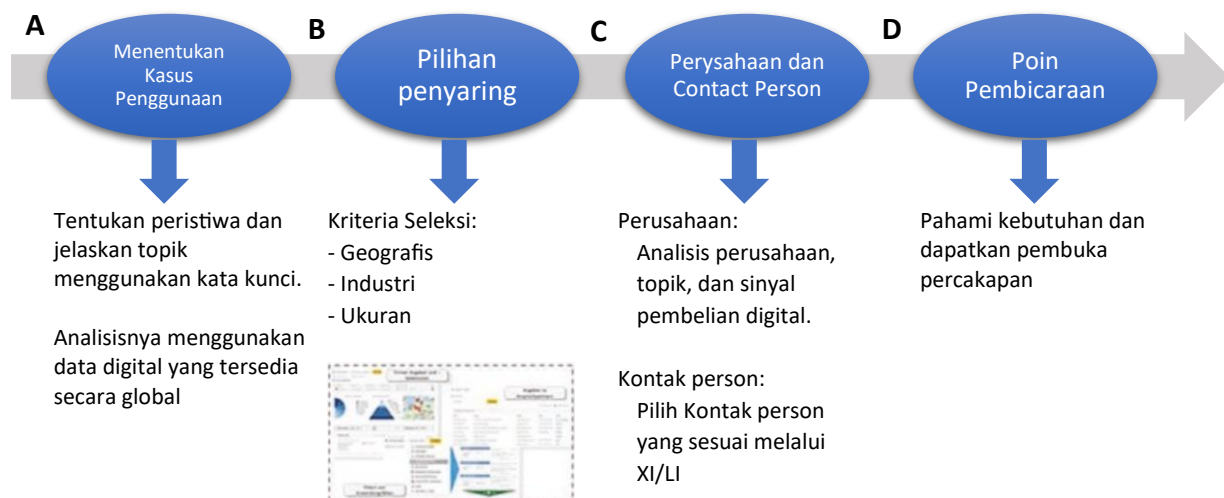 A
Menentukan
Kasus
Penggunaan
B
Pilihan
penyaring
C
Perysahaan dan
Contact Person
D
Poin
Pembicaraan
Tentukan peristiwa dan
jelaskan topik
menggunakan kata kunci.
Analisisnya menggunakan
data digital yang tersedia
secara global
Kriteria Seleksi:
- Geografis
- Industri
- Ukuran
Perusahaan:
Analisis perusahaan,
topik, dan sinyal
pembelian digital.
Kontak person:
Pilih Kontak person
yang sesuai melalui
XI/LI
Pahami kebutuhan dan
dapatkan pembuka
percakapan